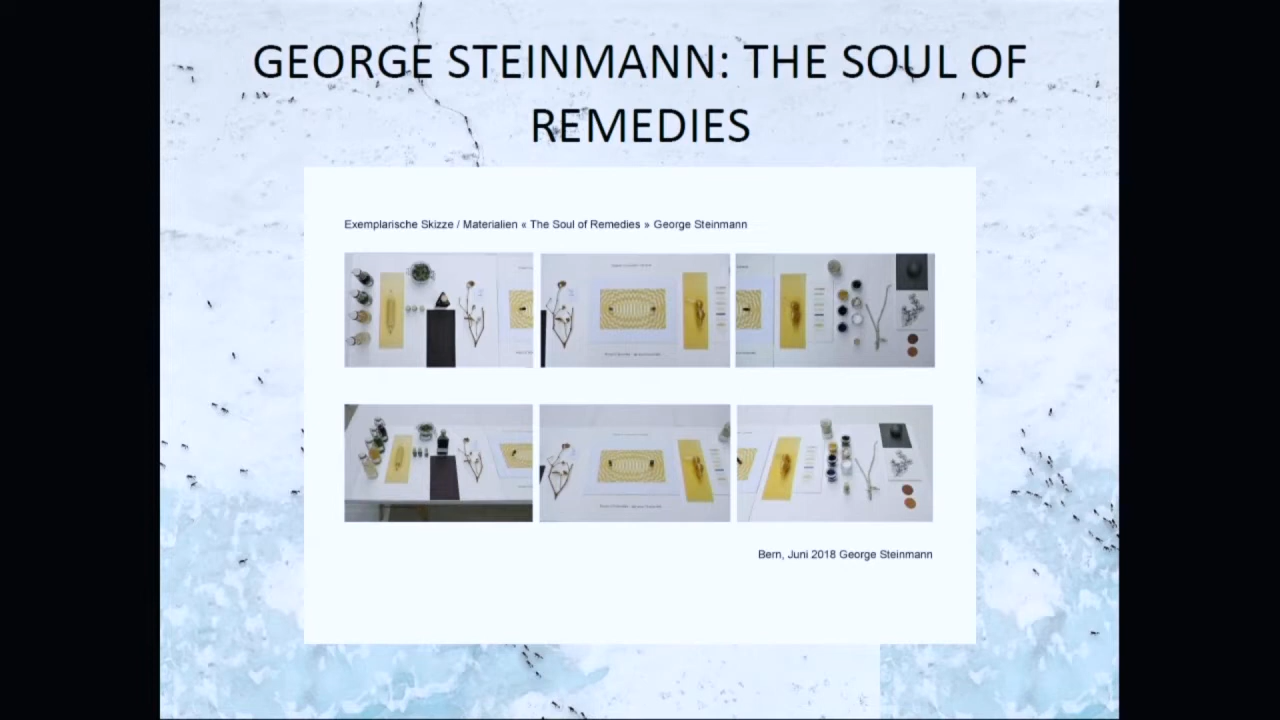 GEORGE STEINMANN: THE SOUL OF
REMEDIES
Exemplarische Skizze / Materialien « The Soul of Remedies » George Steinmann
Bern, Juni 2018 George Steinmann